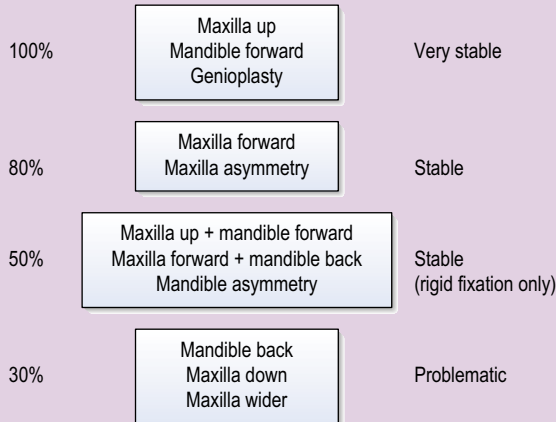 100%
Maxilla up
Mandible forward
Genioplasty
Very stable
80%
Maxilla forward
Maxilla asymmetry
Stable
50%
Maxilla up + mandible forward
Maxilla forward + mandible back
Mandible asymmetry
Stable
(rigid fixation only)
30%
Mandible back
Maxilla down
Maxilla wider
Problematic